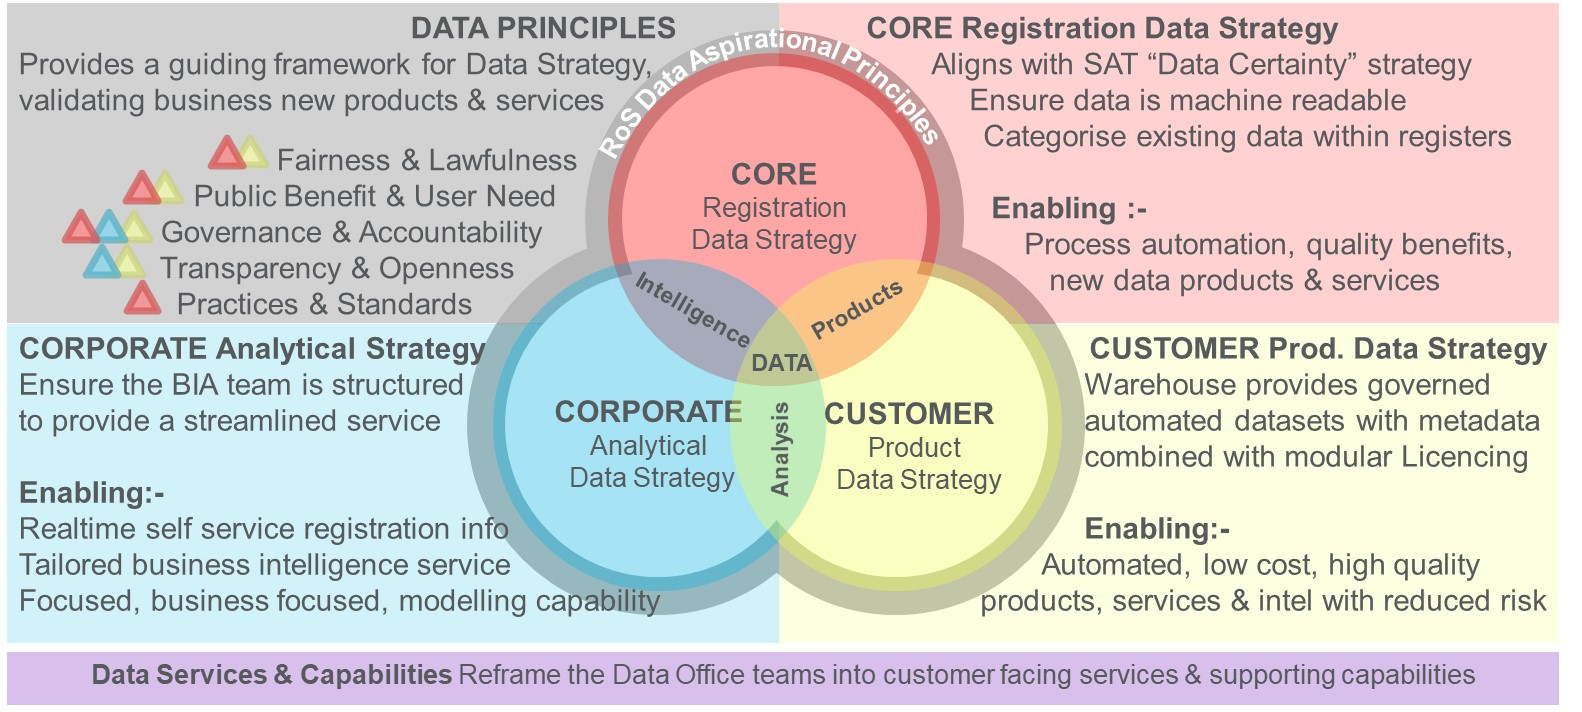 DATA PRINCIPLES
Provides a guiding framework for Data Strategy,
validating business new products & services
Fairness & Lawfulness
Public Benefit & User Need
Governance & Accountability
Transparency & Openness
Practices & Standards
RoS Data Aspirational Principles
CORE Registration Data Strategy
Aligns with SAT “Data Certainty” strategy
Ensure data is machine readable
Categorise existing data within registers
Enabling :-
Process automation, quality benefits,
new data products & services
CORE
Registration
Data Strategy
Intelligence
Products
DATA
Analysis
CORPORATE
Analytical
Data Strategy
CUSTOMER
Product
Data Strategy
CORPORATE Analytical Strategy
Ensure the BIA team is structured
to provide a streamlined service
Enabling:-
Realtime self service registration info
Tailored business intelligence service
Focused, business focused, modelling capability
CUSTOMER Prod. Data Strategy
Warehouse provides governed
automated datasets with metadata
combined with modular Licencing
Enabling:-
Automated, low cost, high quality
products, services & intel with reduced risk
Data Services & Capabilities Reframe the Data Office teams into customer facing services & supporting capabilities